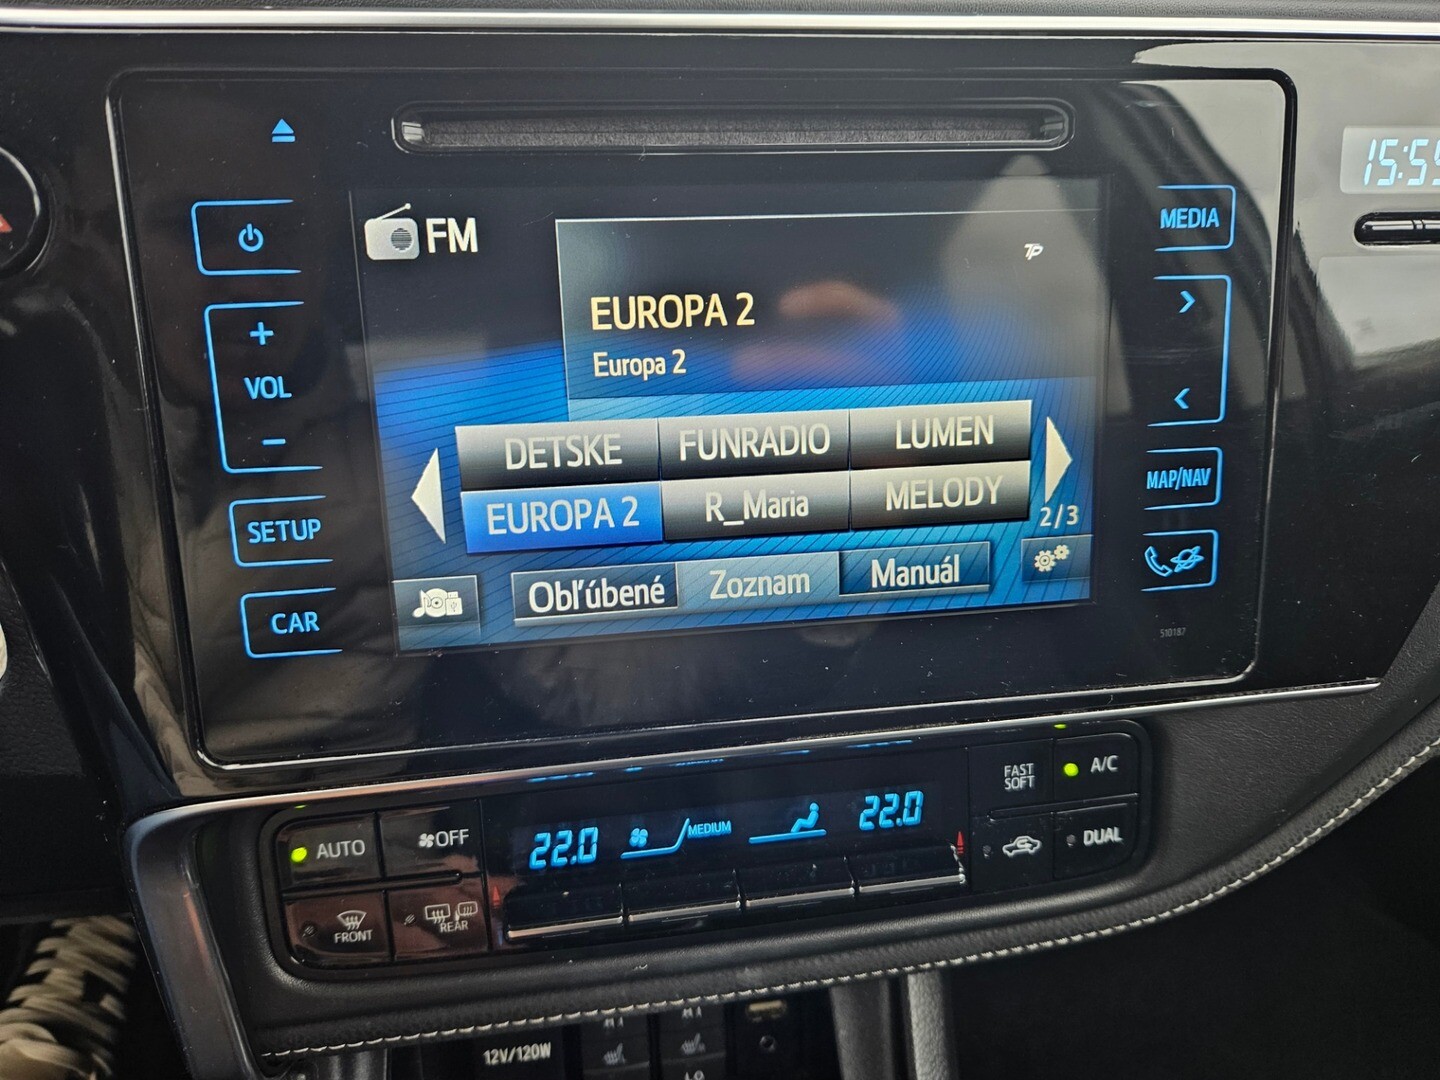 15:5
FM
TP
MEDIA
EUROPA 2
Europa 2
+
VOL
-
DETSKE FUNRADIO LUMEN
EUROPA 2 R_Maria MELODY
2/3
MAP/NAV
SETUP
Obľúbené Zoznam Manuál
CAR
510187
AUTO OFF
22.0 MEDIUM 22.0
FAST
SOFT
A/C
DUAL
FRONT
REAR
12V/120W